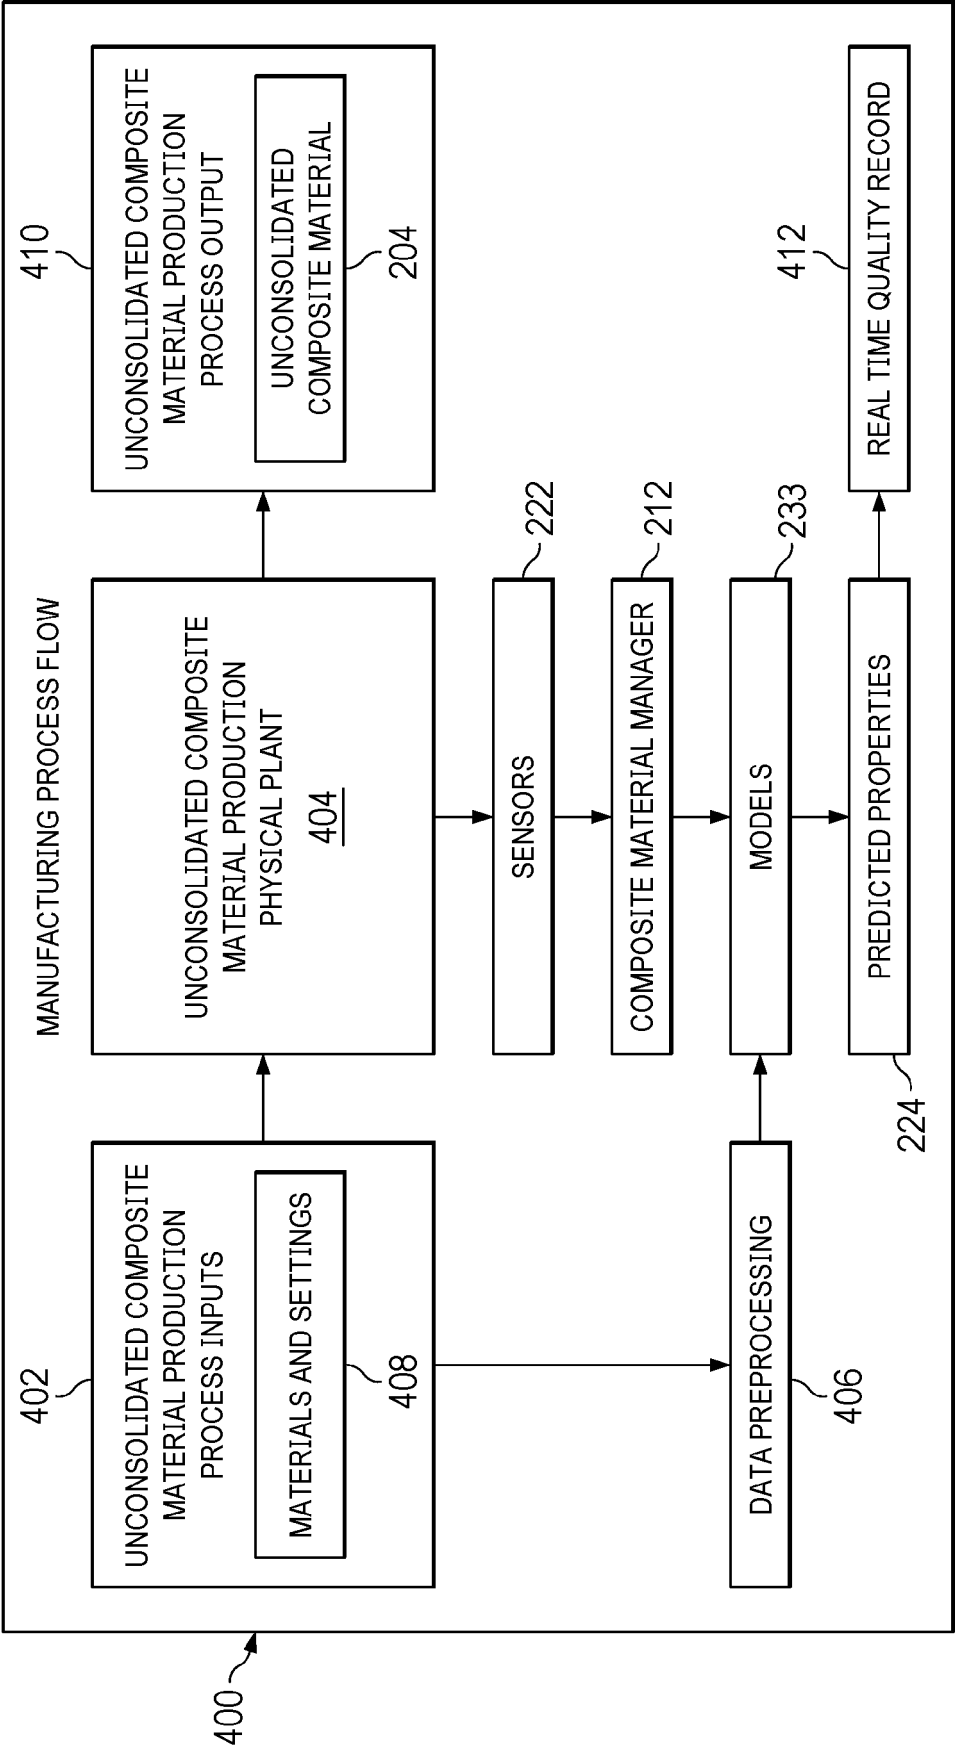 MANUFACTURING PROCESS FLOW
400
402
UNCONSOLIDATED COMPOSITE
MATERIAL PRODUCTION
PROCESS INPUTS
MATERIALS AND SETTINGS
408
UNCONSOLIDATED COMPOSITE
MATERIAL PRODUCTION
PHYSICAL PLANT
404
410
UNCONSOLIDATED COMPOSITE
MATERIAL PRODUCTION
PROCESS OUTPUT
UNCONSOLIDATED
COMPOSITE MATERIAL
204
SENSORS
222
COMPOSITE MATERIAL MANAGER
212
DATA PREPROCESSING
406
MODELS
233
PREDICTED PROPERTIES
224
REAL TIME QUALITY RECORD
412